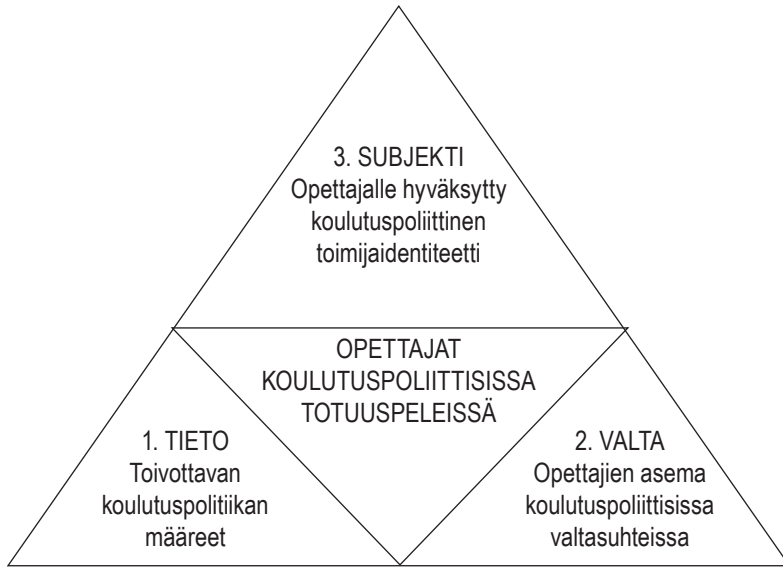 3. SUBJEKTI
Opettajalle hyväksytty
koulutuspoliittinen
toimijaidentiteetti
OPETTAJAT
KOULUTUSPOLIITTISISSA
TOTUUSPELEISSÄ
1. TIETO
Toivottavan
koulutuspolitiikan
määreet
2. VALTA
Opettajien asema
koulutuspoliittisissa
valtasuhteissa